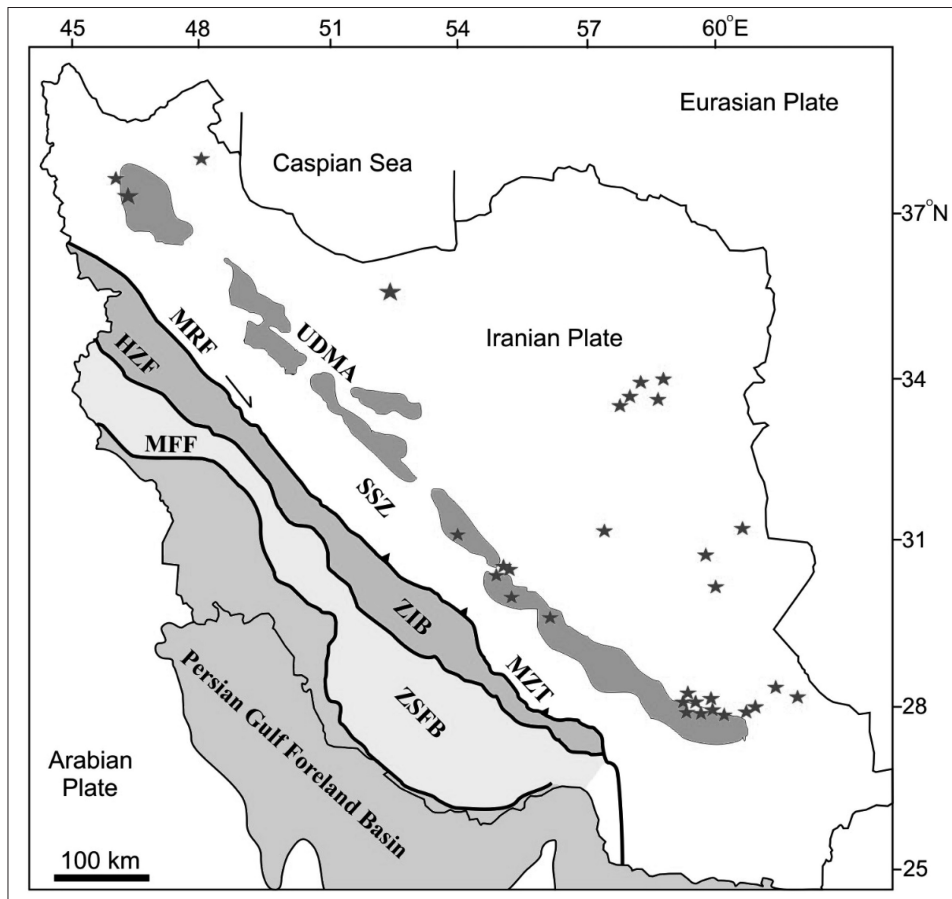 45 48 51 54 57 60°E
Eurasian Plate
Caspian Sea
37°N
Iranian Plate
MRF
UDMA
HZF
34
MFF
SSZ
31
ZIB
MZT
Persian Gulf Foreland Basin
ZSFB
28
Arabian
Plate
100 km
25